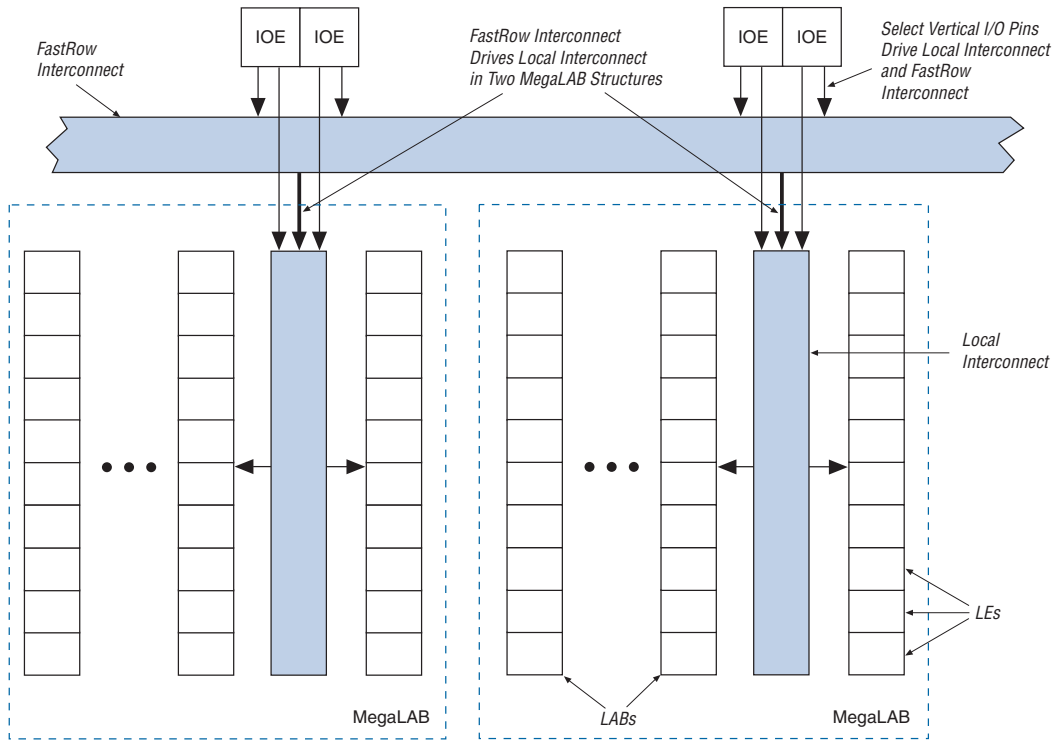 IOE IOE
IOE IOE
FastRow
Interconnect
FastRow Interconnect
Drives Local Interconnect
in Two MegaLAB Structures
Select Vertical I/O Pins
Drive Local Interconnect
and FastRow
Interconnect
Local
Interconnect
LEs
LABs
MegaLAB
MegaLAB